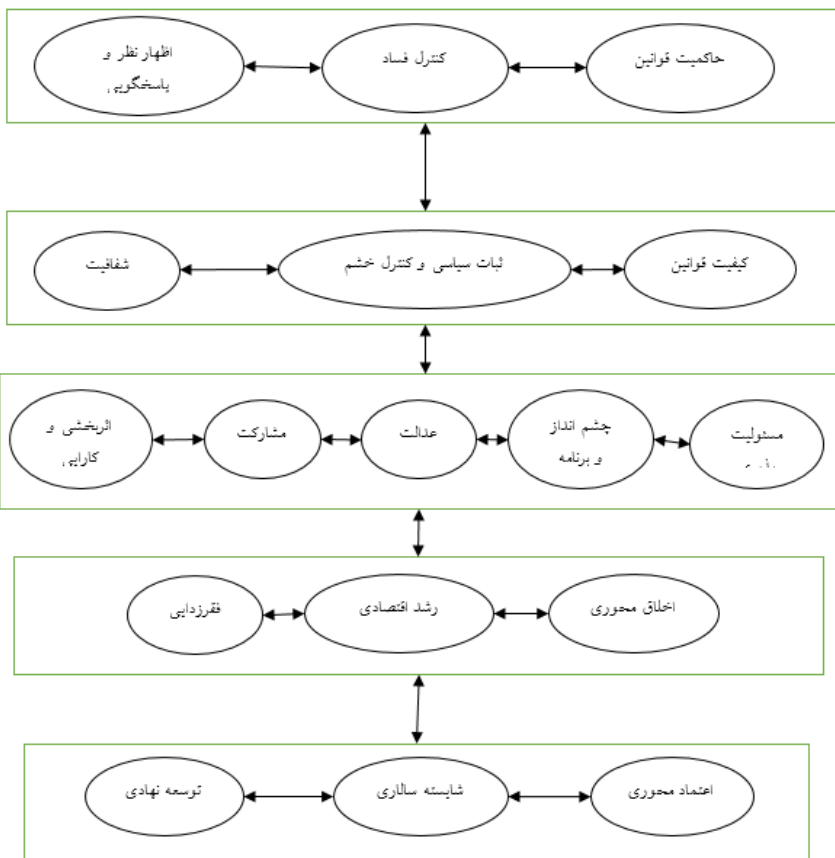 حاکمیت قوانین
کنترل فساد
اظهار نظر و
پاسخگویی
کیفیت قوانین
ثبات سیاسی و کنترل خشم
شفافیت
مسئولیت
چشم انداز
و برنامه
عدالت
مشارکت
اثربخشی و
کارایی
اخلاق محوری
رشد اقتصادی
فقرزدایی
اعتماد محوری
شایسته سالاری
توسعه نهادی